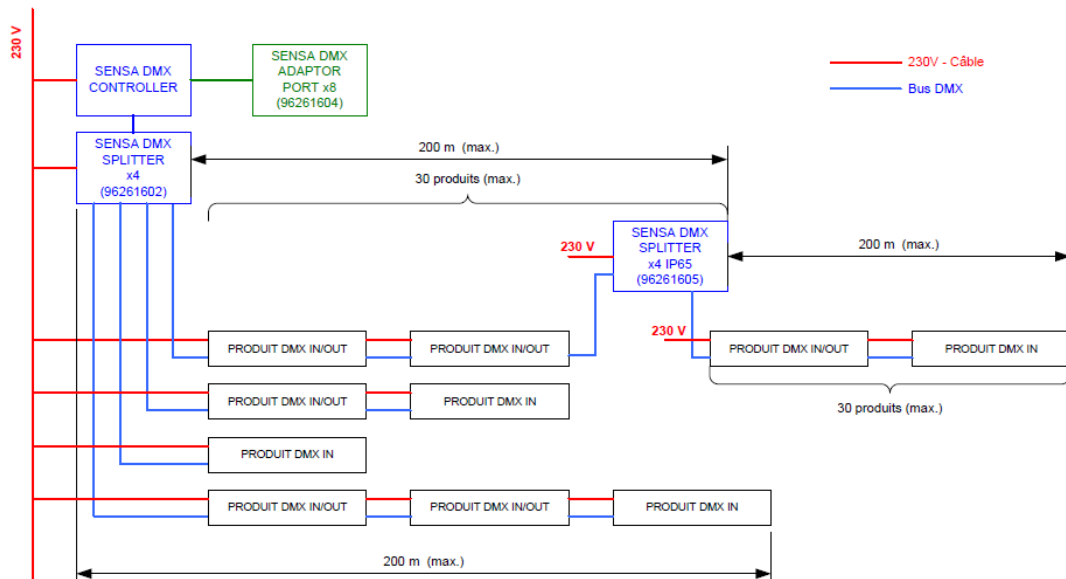 230 V
SENSA DMX
CONTROLLER
SENSA DMX
ADAPTOR
PORT x8
(96261604)
230V - Câble
Bus DMX
SENSA DMX
SPLITTER
x4
(96261602)
200 m (max.)
30 produits (max.)
230 V
SENSA DMX
SPLITTER
x4 IP65
(96261605)
200 m (max.)
230 V
PRODUIT DMX IN/OUT
PRODUIT DMX IN/OUT
PRODUIT DMX IN/OUT
PRODUIT DMX IN
PRODUIT DMX IN/OUT
PRODUIT DMX IN
30 produits (max.)
PRODUIT DMX IN
PRODUIT DMX IN/OUT
PRODUIT DMX IN/OUT
PRODUIT DMX IN
200 m (max.)